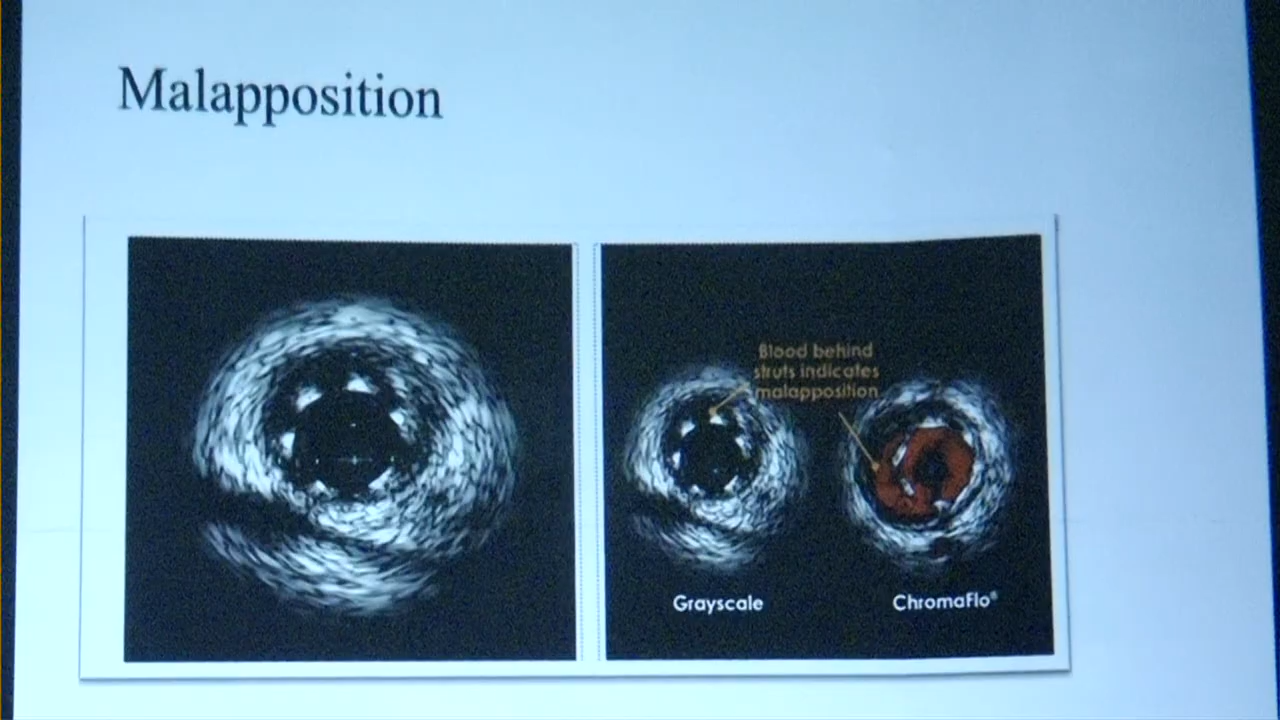 Malapposition
Blood behind
struts indicates
malapposition
Grayscale
ChromaFlo®